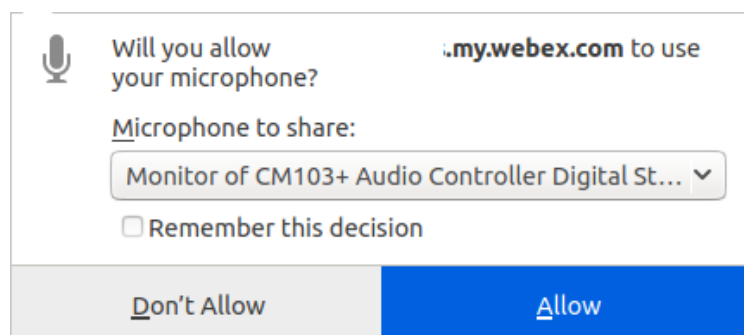 Will you allow .my.webex.com to use
your microphone?
Microphone to share:
Monitor of CM103+ Audio Controller Digital St...
Remember this decision
Don't Allow
Allow